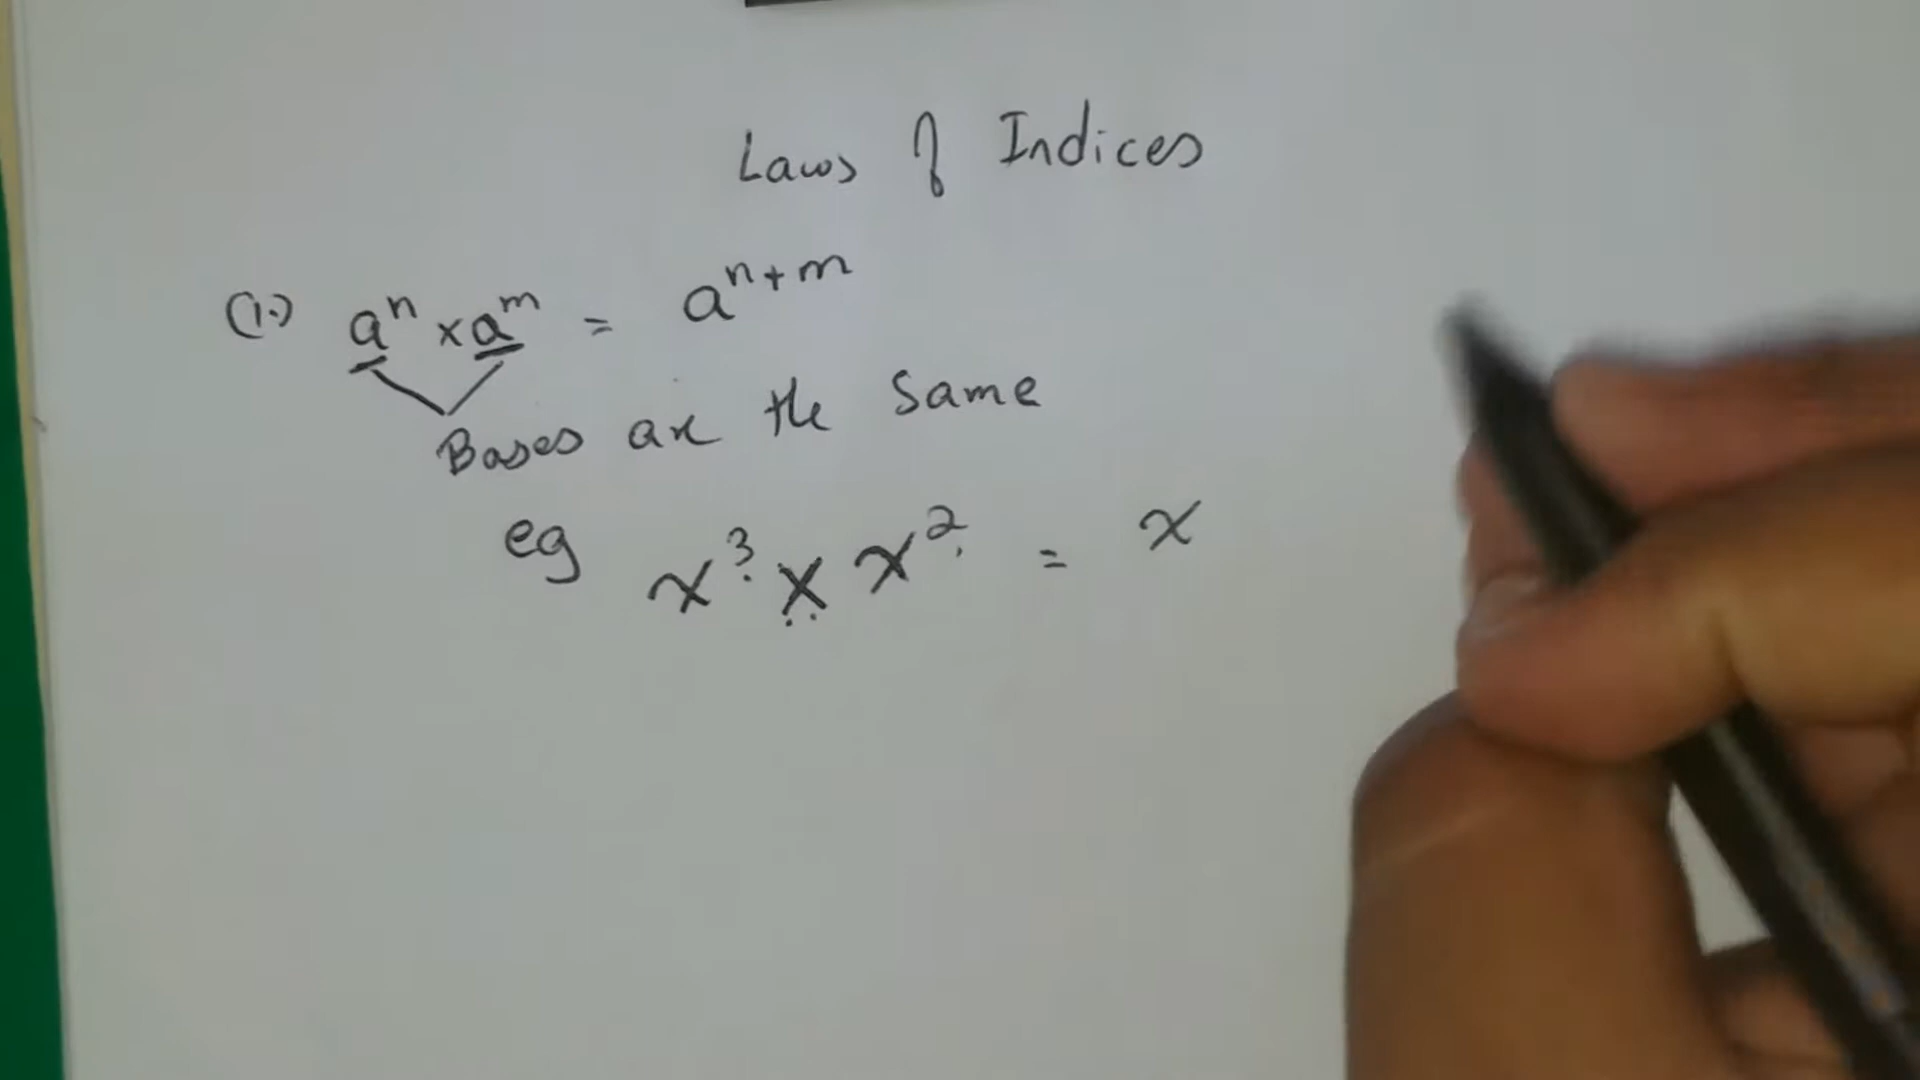 Laws of Indices
(1.) aⁿ × aᵐ = aⁿ⁺ᵐ
Bases are the same
eg x³ × x² = x